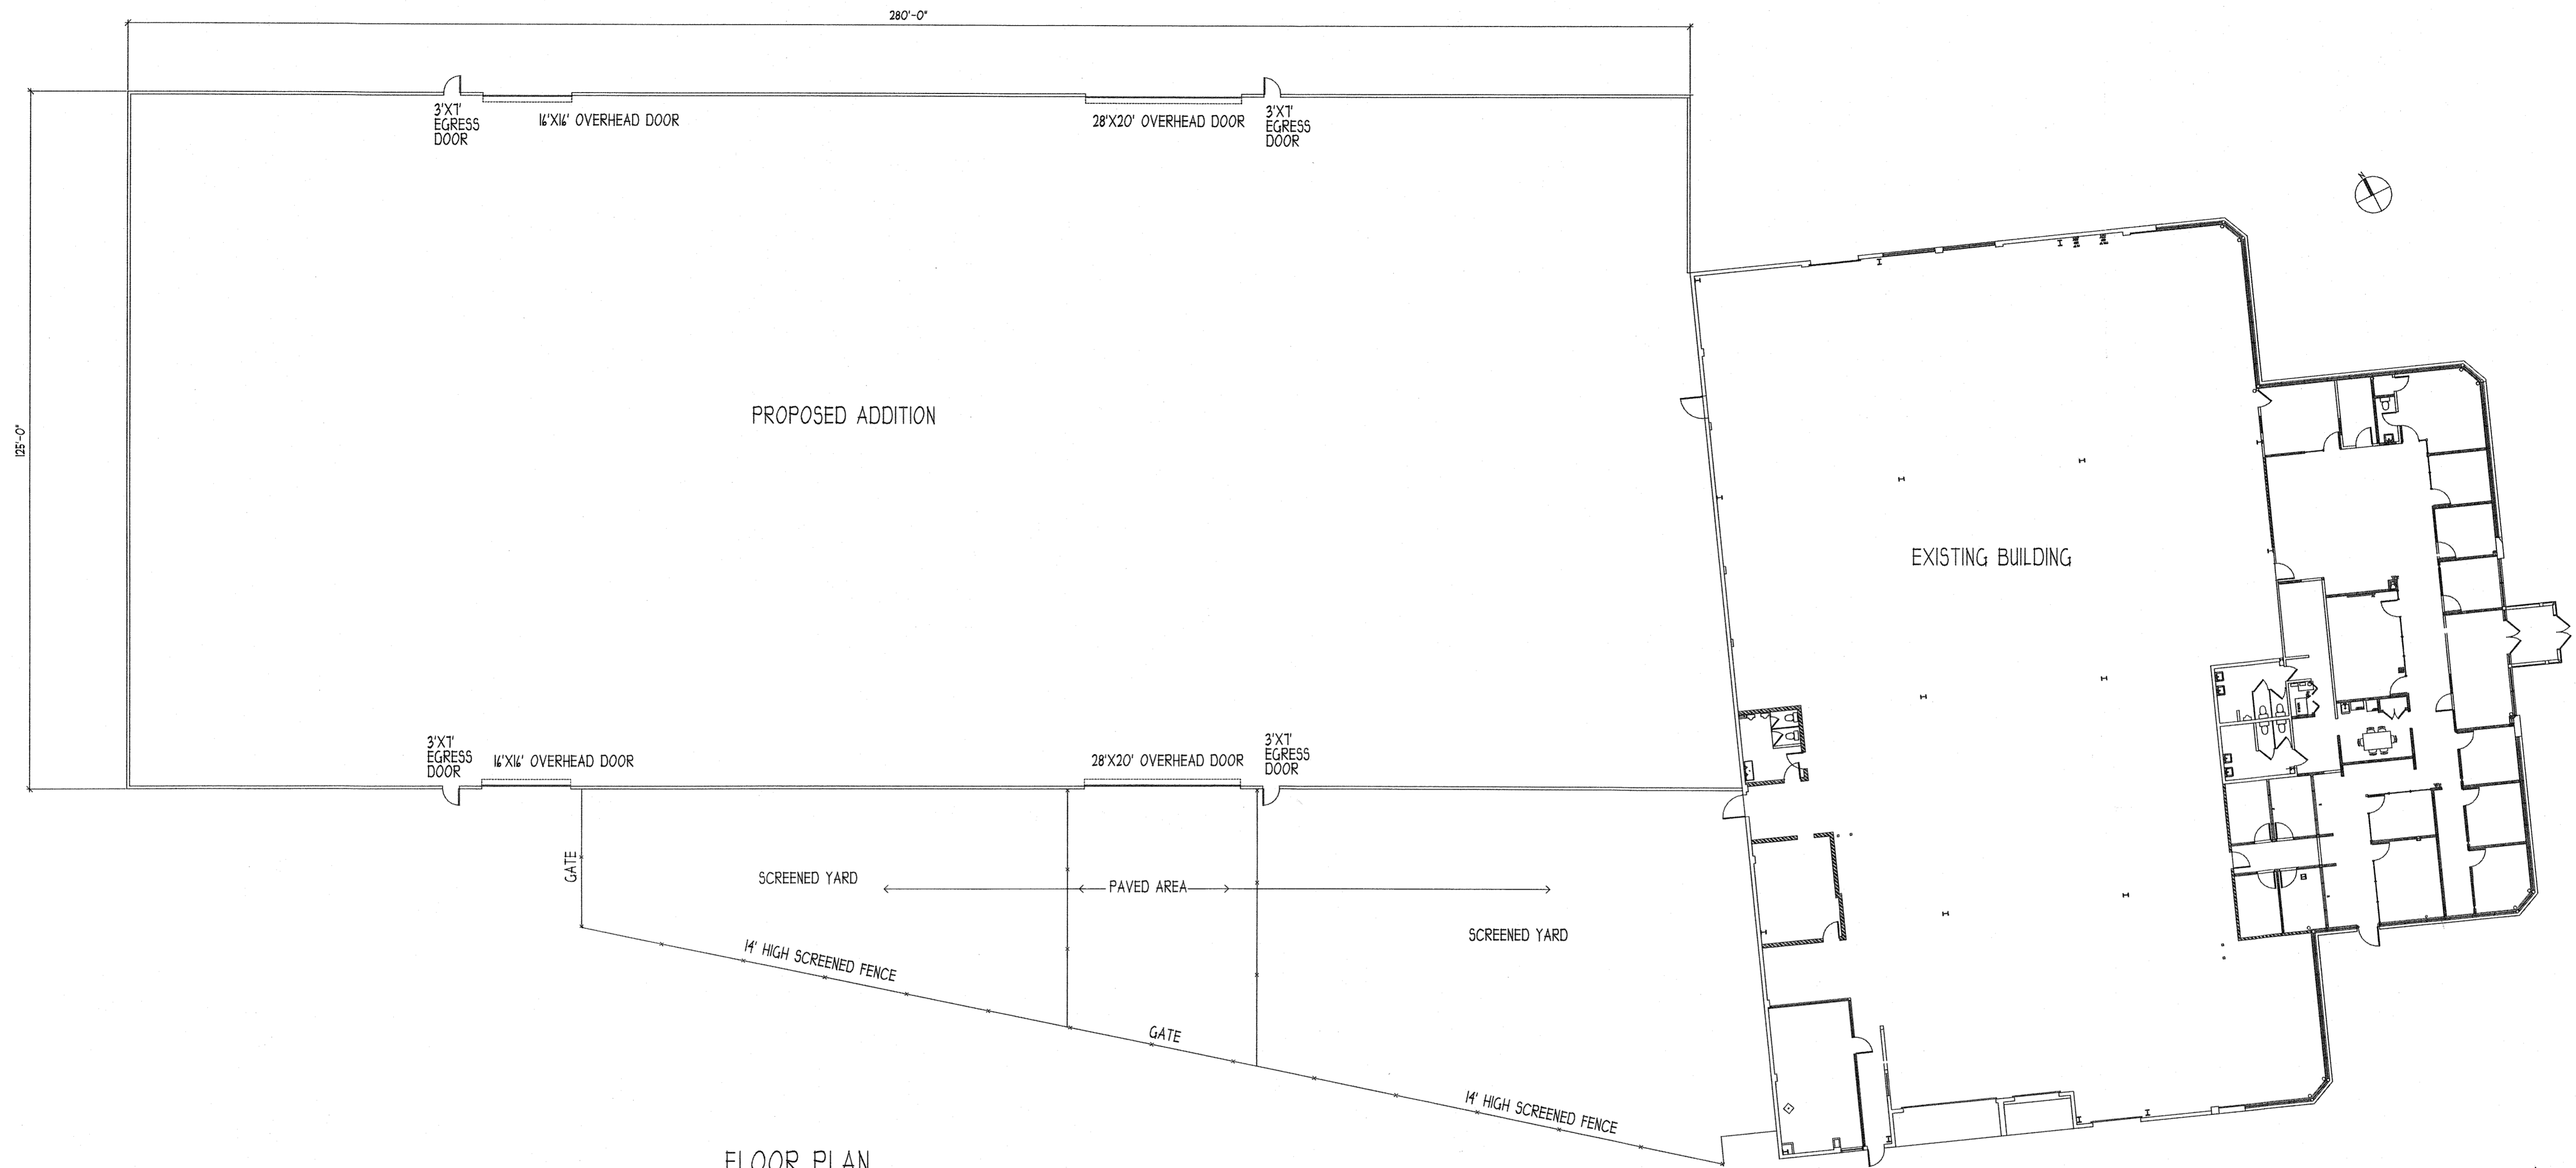 280'-0"
3'X7'
EGRESS
DOOR
16'X16' OVERHEAD DOOR
28'X20' OVERHEAD DOOR
3'X7'
EGRESS
DOOR
N
125'-0"
PROPOSED ADDITION
EXISTING BUILDING
3'X7'
EGRESS
DOOR
16'X16' OVERHEAD DOOR
28'X20' OVERHEAD DOOR
3'X7'
EGRESS
DOOR
GATE
SCREENED YARD
PAVED AREA
SCREENED YARD
14' HIGH SCREENED FENCE
GATE
14' HIGH SCREENED FENCE
FLOOR PLAN